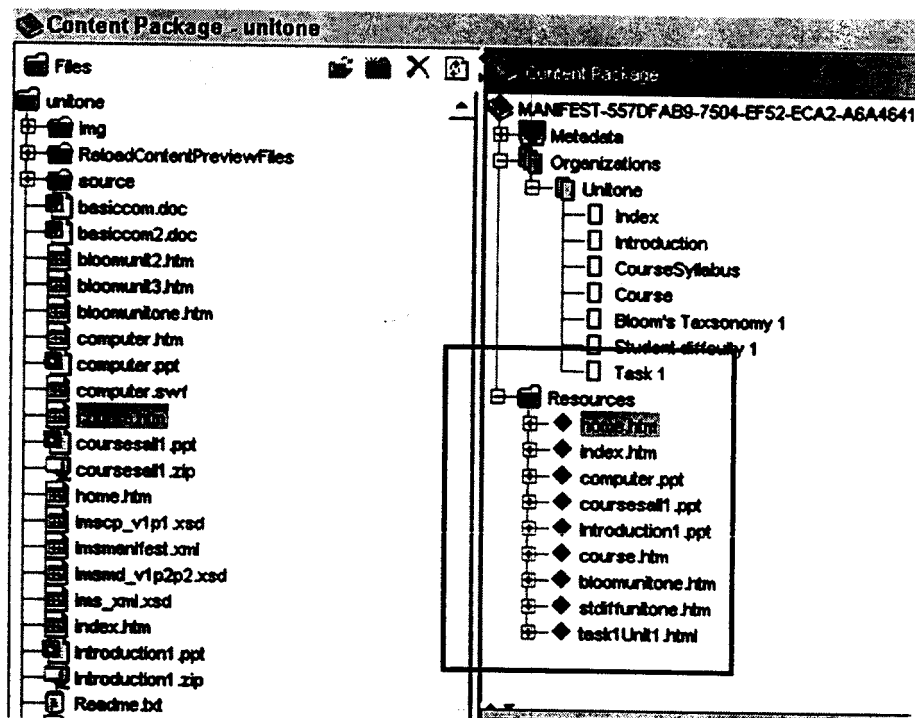 Content Package - unitone
Files
unitone
img
ReloadContentPreviewFiles
source
basiccom.doc
basiccom2.doc
bloomunit2.htm
bloomunit3.htm
bloomunitone.htm
computer.htm
computer.ppt
computer.swf
course.htm
coursesall1.ppt
coursesall1.zip
home.htm
imscp_v1p1.xsd
imsmanifest.xml
imsmd_v1p2p2.xsd
ims_xml.xsd
index.htm
Introduction1.ppt
Introduction1.zip
Readme.txt
Content Package
MANIFEST-557DFAB9-7504-EF52-ECA2-A6A4641
Metadata
Organizations
Unitone
Index
Introduction
CourseSyllabus
Course
Bloom's Taxsonomy 1
Student diffculty 1
Task 1
Resources
home.htm
index.htm
computer.ppt
coursesall1.ppt
Introduction1.ppt
course.htm
bloomunitone.htm
stdiffunitone.htm
task1Unit1.html